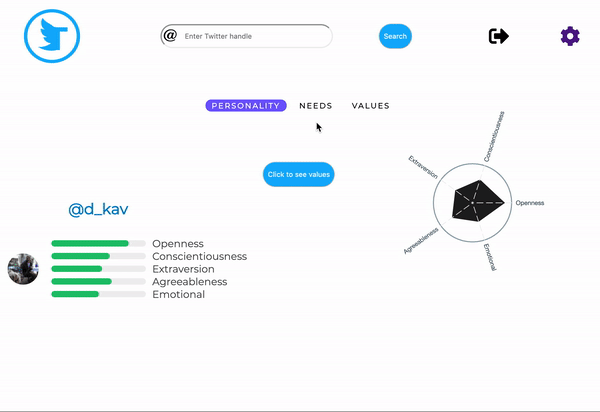 @ Enter Twitter handle Search
PERSONALITY NEEDS VALUES
Click to see values
@d_kav
Openness
Conscientiousness
Extraversion
Agreeableness
Emotional
Conscientiousness
Extraversion
Openness
Agreeableness
Emotional